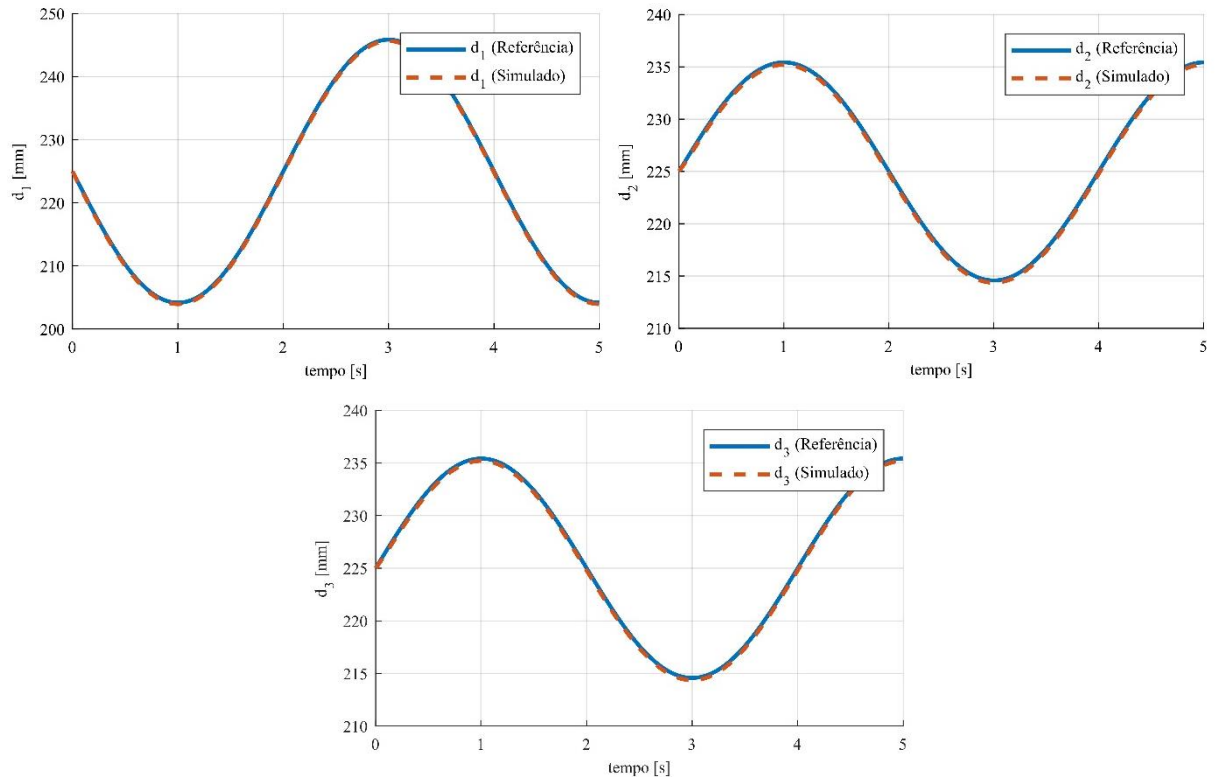 250
240
230
220
210
200
d1 [mm]
d1 (Referência)
d1 (Simulado)
0 1 2 3 4 5
tempo [s]
240
235
230
225
220
215
210
d2 [mm]
d2 (Referência)
d2 (Simulado)
0 1 2 3 4 5
tempo [s]
240
235
230
225
220
215
210
d3 [mm]
d3 (Referência)
d3 (Simulado)
0 1 2 3 4 5
tempo [s]